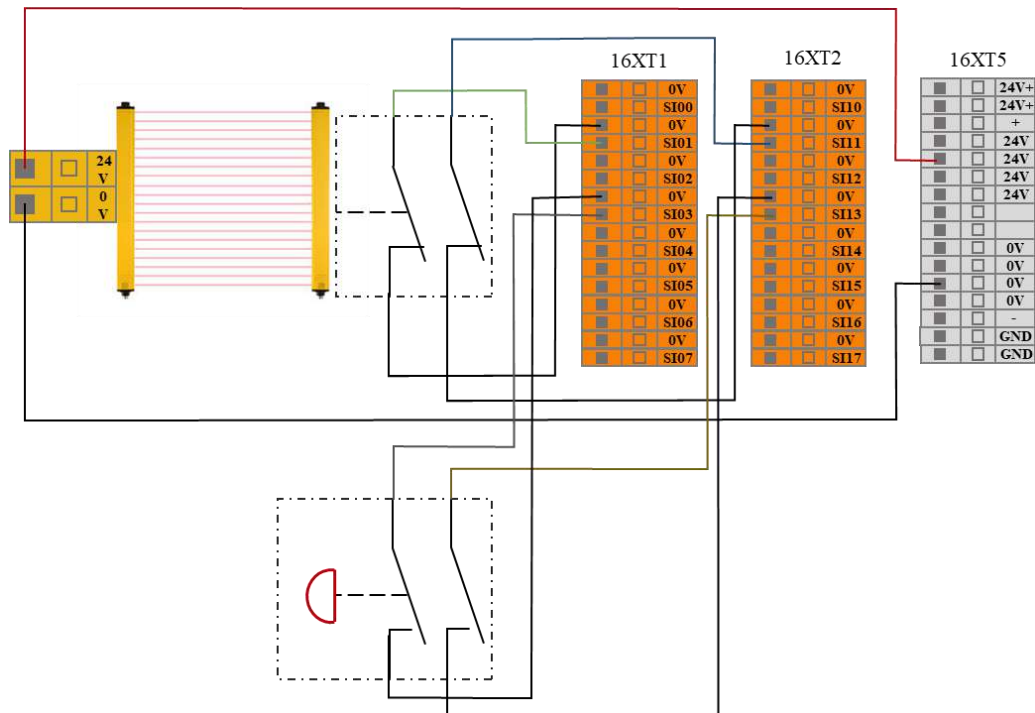 16XT1
16XT2
16XT5
24
V
0
V
0V
SI00
0V
SI01
0V
SI02
0V
SI03
0V
SI04
0V
SI05
0V
SI06
0V
SI07
0V
SI10
0V
SI11
0V
SI12
0V
SI13
0V
SI14
0V
SI15
0V
SI16
0V
SI17
24V+
24V+
+
24V
24V
24V
24V
0V
0V
0V
0V
-
GND
GND